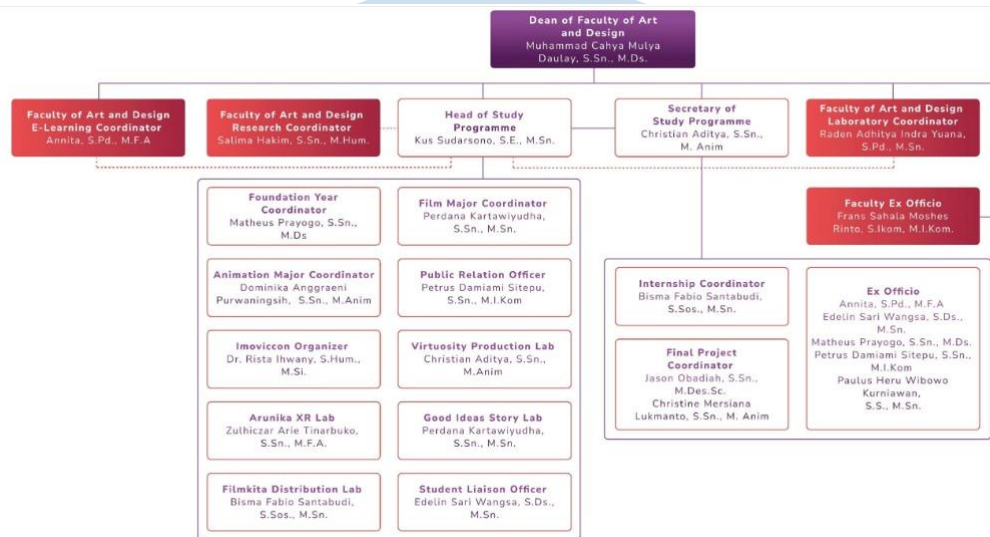 Dean of Faculty of Art
and Design
Muhammad Cahya Mulya
Daulay, S.Sn., M.Ds.
Faculty of Art and Design
E-Learning Coordinator
Annita, S.Pd., M.F.A
Faculty of Art and Design
Research Coordinator
Salima Hakim, S.Sn., M.Hum.
Head of Study
Programme
Kus Sudarsono, S.E., M.Sn.
Secretary of
Study Programme
Christian Aditya, S.Sn.,
M. Anim
Faculty of Art and Design
Laboratory Coordinator
Raden Adhitya Indra Yuana,
S.Pd., M.Sn.
Faculty Ex Officio
Frans Sahala Moshes
Rinto, S.Ikom, M.I.Kom.
Foundation Year
Coordinator
Matheus Prayogo, S.Sn.,
M.Ds
Film Major Coordinator
Perdana Kartawiyudha,
S.Sn., M.Sn.
Animation Major Coordinator
Dominika Anggraeni
Purwaningsih, S.Sn., M.Anim
Public Relation Officer
Petrus Damiami Sitepu,
S.Sn., M.I.Kom
Imoviccon Organizer
Dr. Rista Ihwany, S.Hum.,
M.Si.
Virtuosity Production Lab
Christian Aditya, S.Sn.,
M.Anim
Arunika XR Lab
Zulhiczar Arie Tinarbuko,
S.Sn., M.F.A.
Good Ideas Story Lab
Perdana Kartawiyudha,
S.Sn., M.Sn.
Filmkita Distribution Lab
Bisma Fabio Santabudi,
S.Sos., M.Sn.
Student Liaison Officer
Edelin Sari Wangsa, S.Ds.,
M.Sn.
Internship Coordinator
Bisma Fabio Santabudi,
S.Sos., M.Sn.
Final Project
Coordinator
Jason Obadiah, S.Sn.,
M.Des.Sc.
Christine Mersiana
Lukmanto, S.Sn., M. Anim
Ex Officio
Annita, S.Pd., M.F.A
Edelin Sari Wangsa, S.Ds.,
M.Sn.
Matheus Prayogo, S.Sn., M.Ds.
Petrus Damiami Sitepu, S.Sn.,
M.I.Kom
Paulus Heru Wibowo
Kurniawan,
S.S., M.Sn.